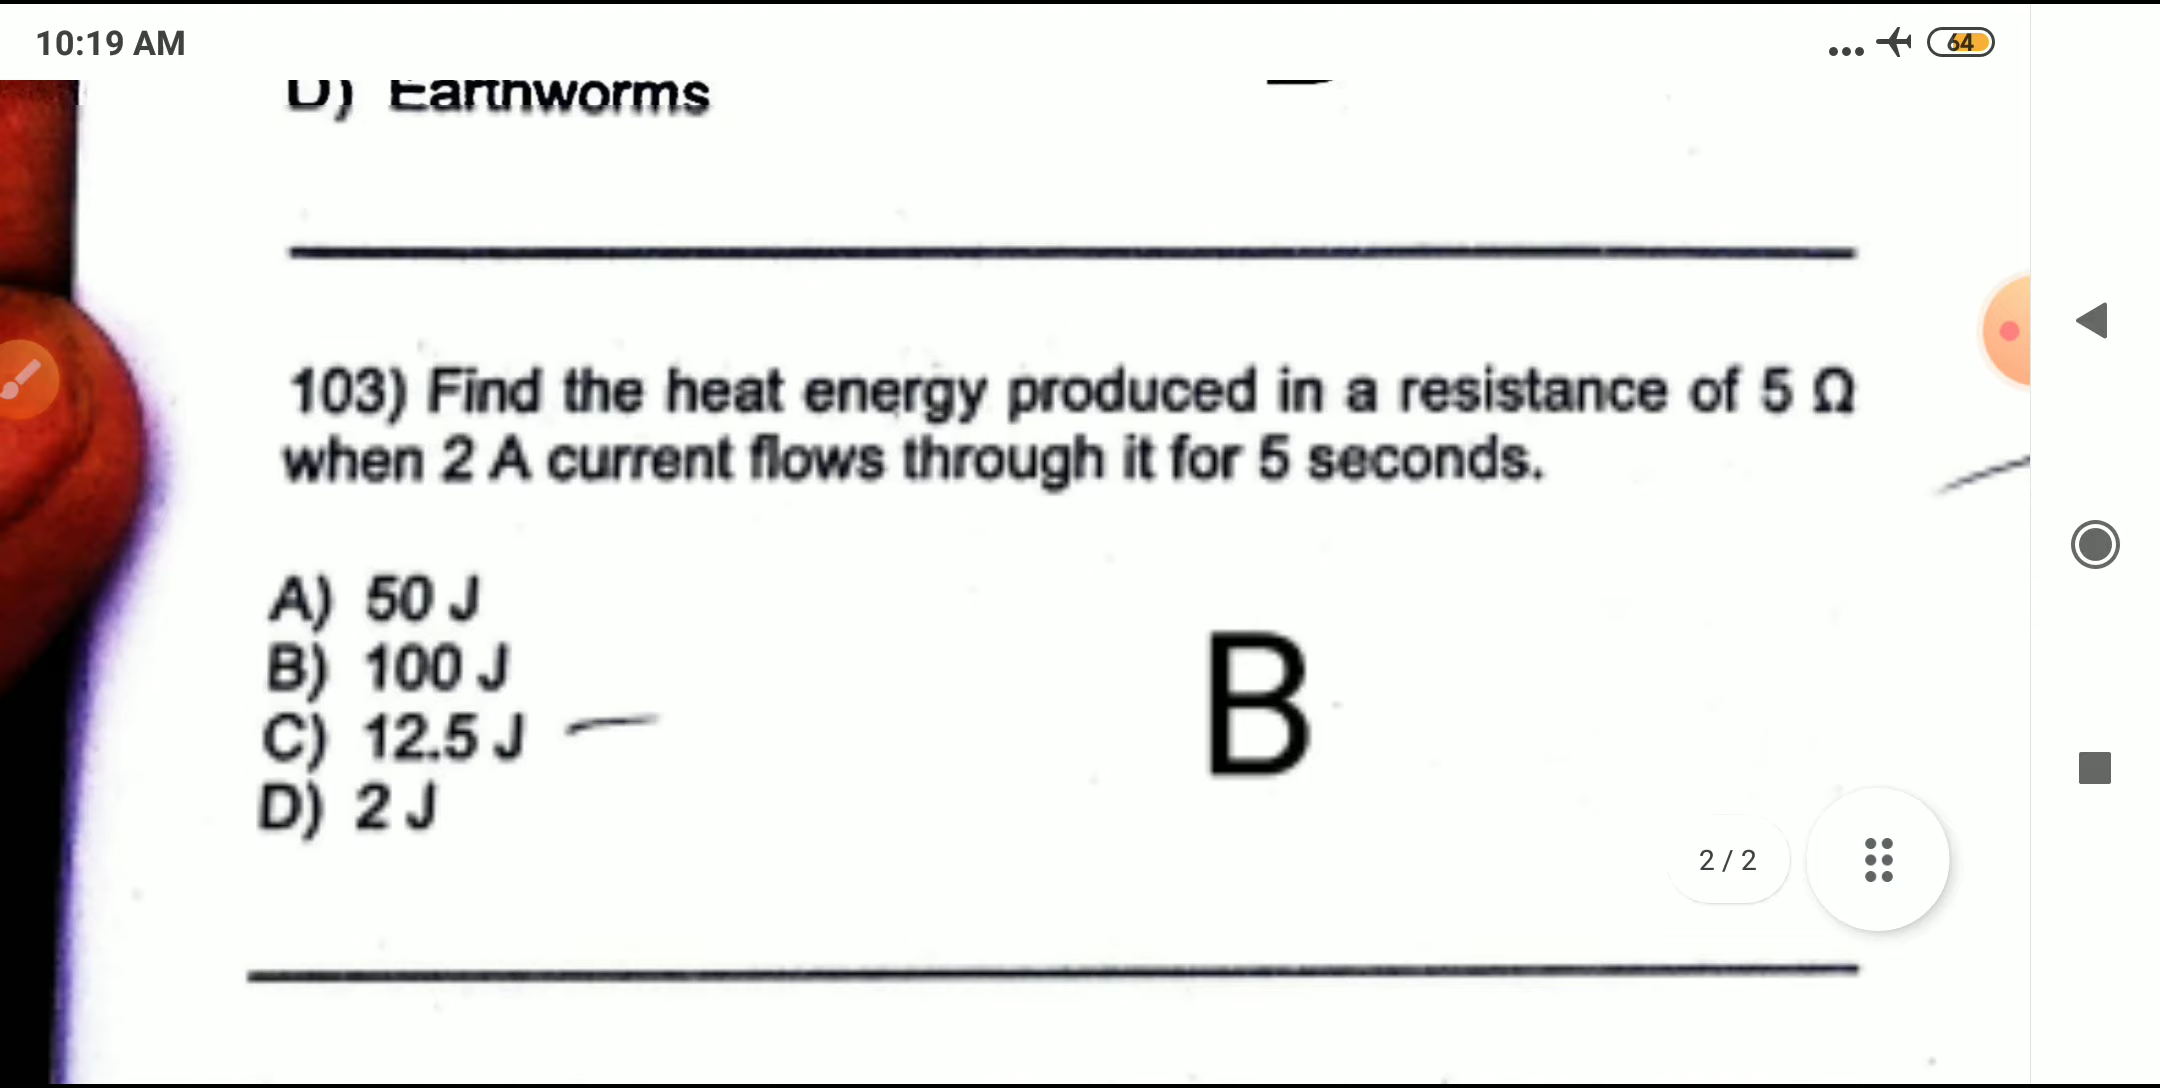 10:19 AM
64
D) Earthworms
103) Find the heat energy produced in a resistance of 5 Ω
when 2 A current flows through it for 5 seconds.
A) 50 J
B) 100 J
C) 12.5 J
D) 2 J
B
2 / 2